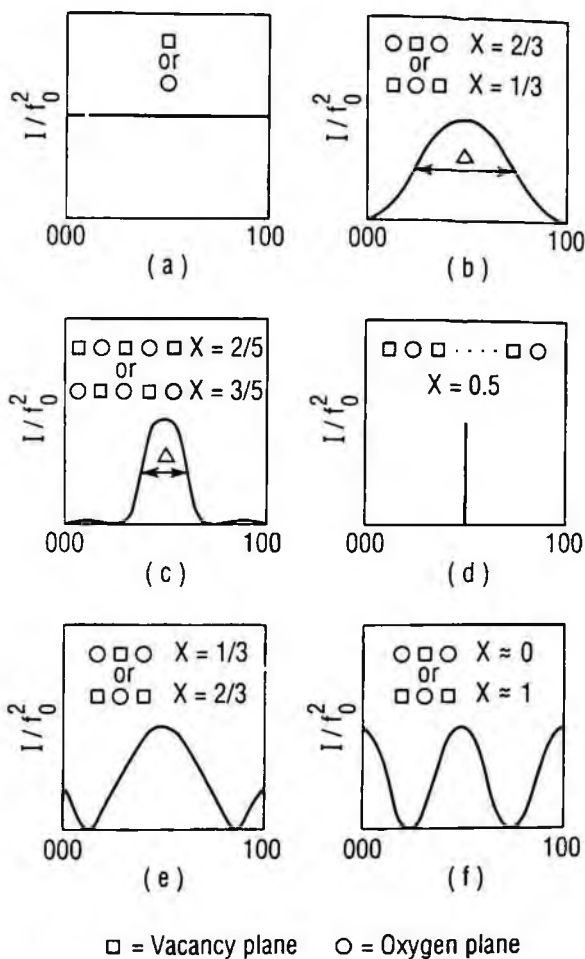 □
or
○
I/f₀²
000 100
(a)
○□○ X = 2/3
or
□○□ X = 1/3
Δ
I/f₀²
000 100
(b)
□○□○□ X = 2/5
or
○□○□○ X = 3/5
Δ
I/f₀²
000 100
(c)
□○□ ····· □○
X = 0.5
I/f₀²
000 100
(d)
○□○ X = 1/3
or
□○□ X = 2/3
I/f₀²
000 100
(e)
○□○ X ≈ 0
or
□○□ X ≈ 1
I/f₀²
000 100
(f)
□ = Vacancy plane ○ = Oxygen plane